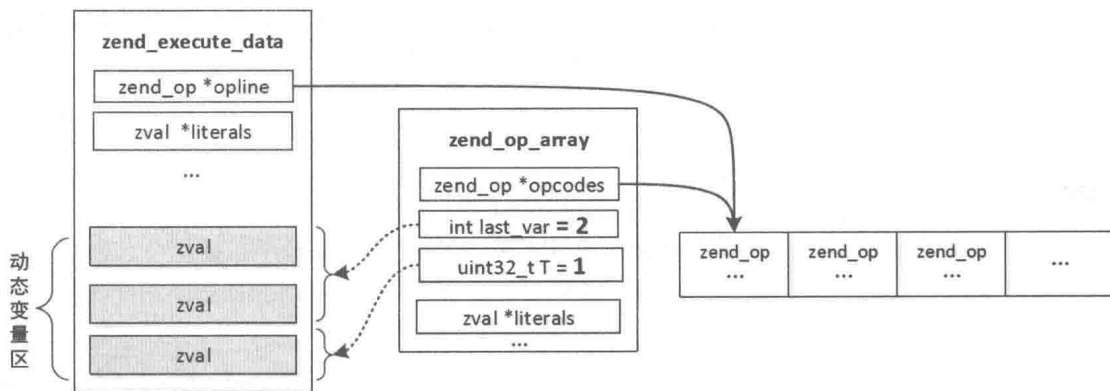 zend_execute_data
zend_op *opline
zval *literals
...
动态变量区
zval
zval
zval
zend_op_array
zend_op *opcodes
int last_var = 2
uint32_t T = 1
zval *literals
...
zend_op
...
zend_op
...
zend_op
...
...